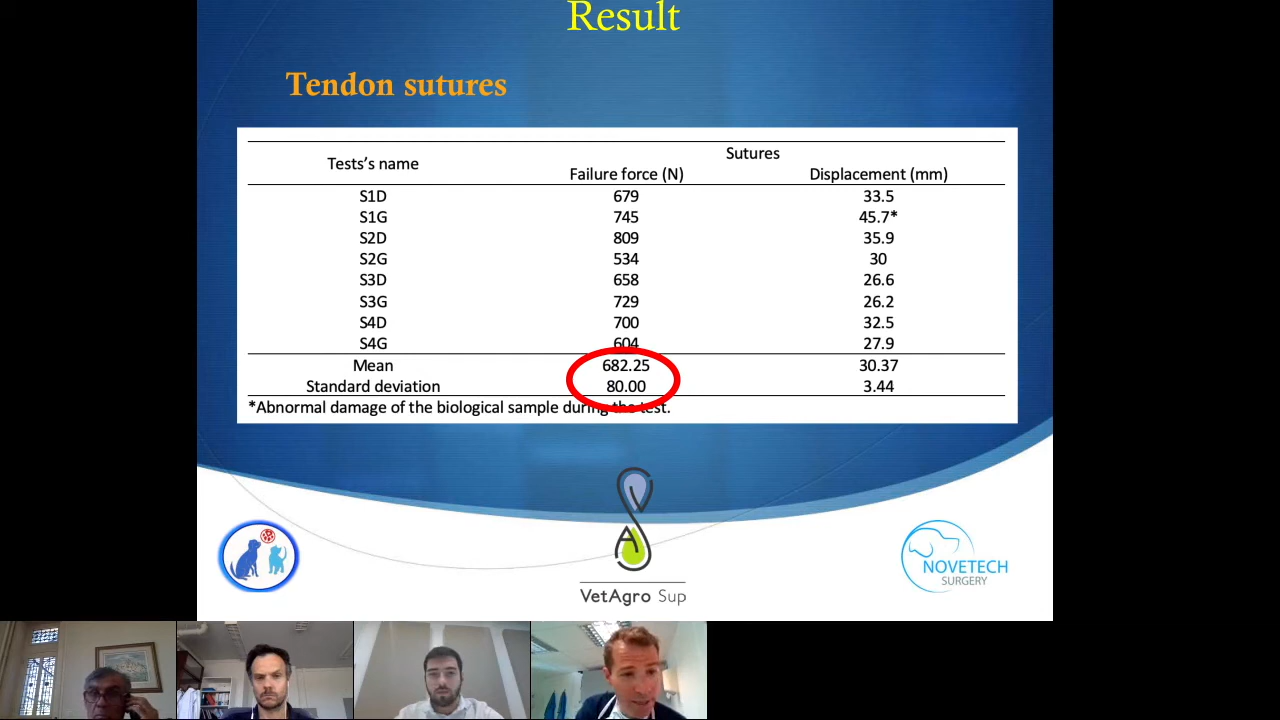 Result
Tendon sutures
Tests's name Sutures
Failure force (N) Displacement (mm)
S1D 679 33.5
S1G 745 45.7*
S2D 809 35.9
S2G 534 30
S3D 658 26.6
S3G 729 26.2
S4D 700 32.5
S4G 604 27.9
Mean 682.25 30.37
Standard deviation 80.00 3.44
*Abnormal damage of the biological sample during the test.
VetAgro Sup
NOVETECH
SURGERY